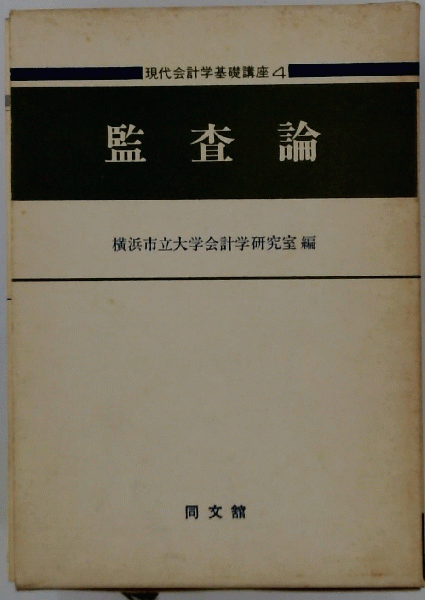 現代会計学基礎講座4
監査論
横浜市立大学会計学研究室編
同文舘